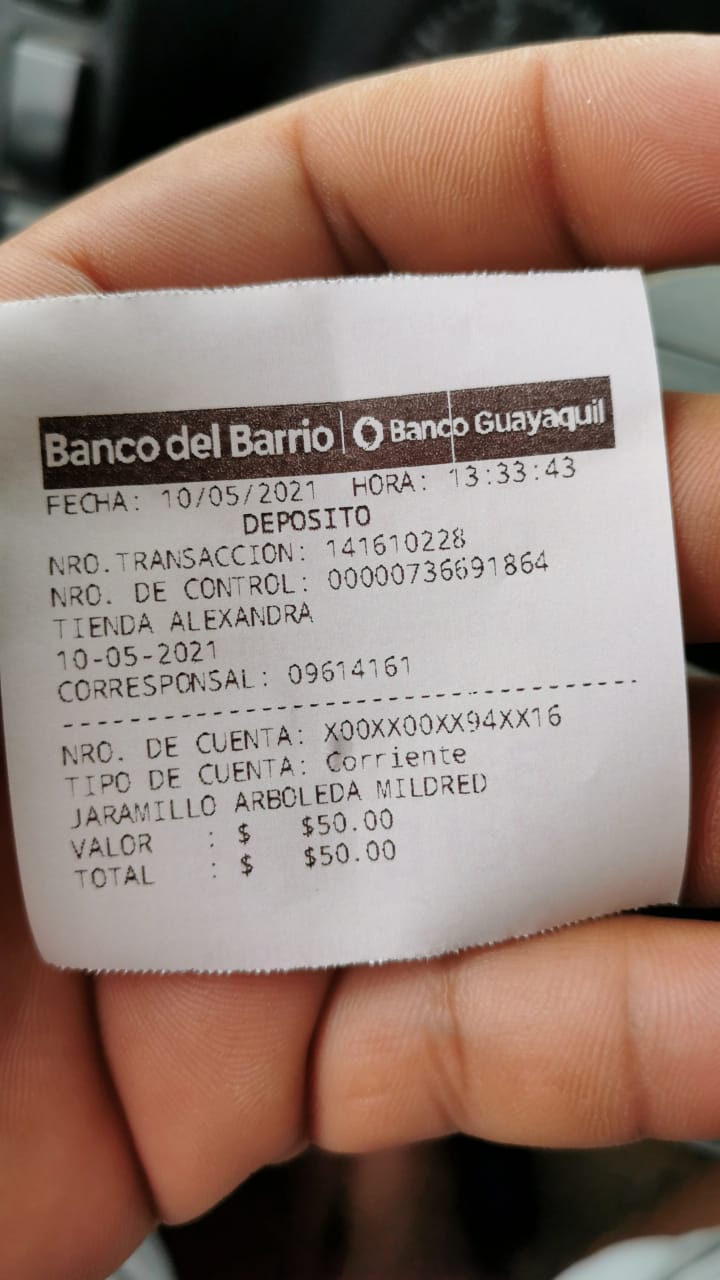 Banco del Barrio | Banco Guayaquil
FECHA: 10/05/2021 HORA: 13:33:43
DEPOSITO
NRO.TRANSACCION: 141610228
NRO. DE CONTROL: 00000736691864
TIENDA ALEXANDRA
10-05-2021
CORRESPONSAL: 09614161
NRO. DE CUENTA: X00XX00XX94XX16
TIPO DE CUENTA: Corriente
JARAMILLO ARBOLEDA MILDRED
VALOR : $ $50.00
TOTAL : $ $50.00